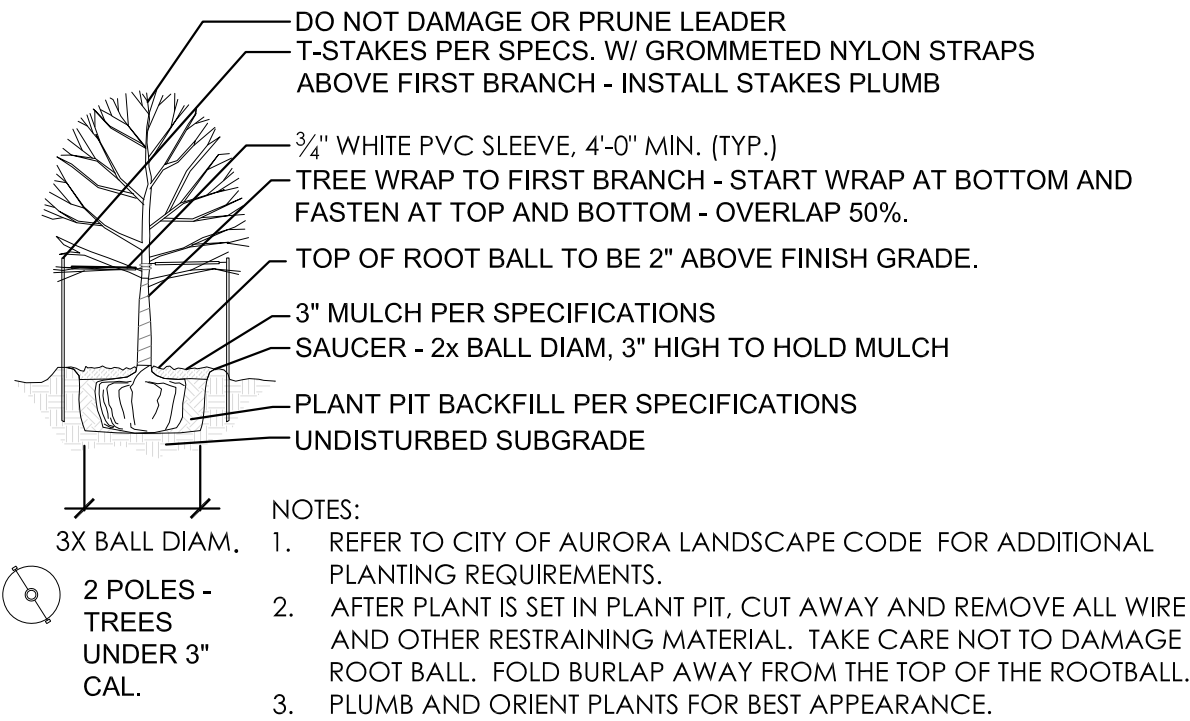 DO NOT DAMAGE OR PRUNE LEADER
T-STAKES PER SPECS. W/ GROMMETED NYLON STRAPS
ABOVE FIRST BRANCH - INSTALL STAKES PLUMB
3/4" WHITE PVC SLEEVE, 4'-0" MIN. (TYP.)
TREE WRAP TO FIRST BRANCH - START WRAP AT BOTTOM AND
FASTEN AT TOP AND BOTTOM - OVERLAP 50%.
TOP OF ROOT BALL TO BE 2" ABOVE FINISH GRADE.
3" MULCH PER SPECIFICATIONS
SAUCER - 2x BALL DIAM, 3" HIGH TO HOLD MULCH
PLANT PIT BACKFILL PER SPECIFICATIONS
UNDISTURBED SUBGRADE
3X BALL DIAM.
2 POLES -
TREES
UNDER 3"
CAL.
NOTES:
1. REFER TO CITY OF AURORA LANDSCAPE CODE FOR ADDITIONAL
PLANTING REQUIREMENTS.
2. AFTER PLANT IS SET IN PLANT PIT, CUT AWAY AND REMOVE ALL WIRE
AND OTHER RESTRAINING MATERIAL. TAKE CARE NOT TO DAMAGE
ROOT BALL. FOLD BURLAP AWAY FROM THE TOP OF THE ROOTBALL.
3. PLUMB AND ORIENT PLANTS FOR BEST APPEARANCE.